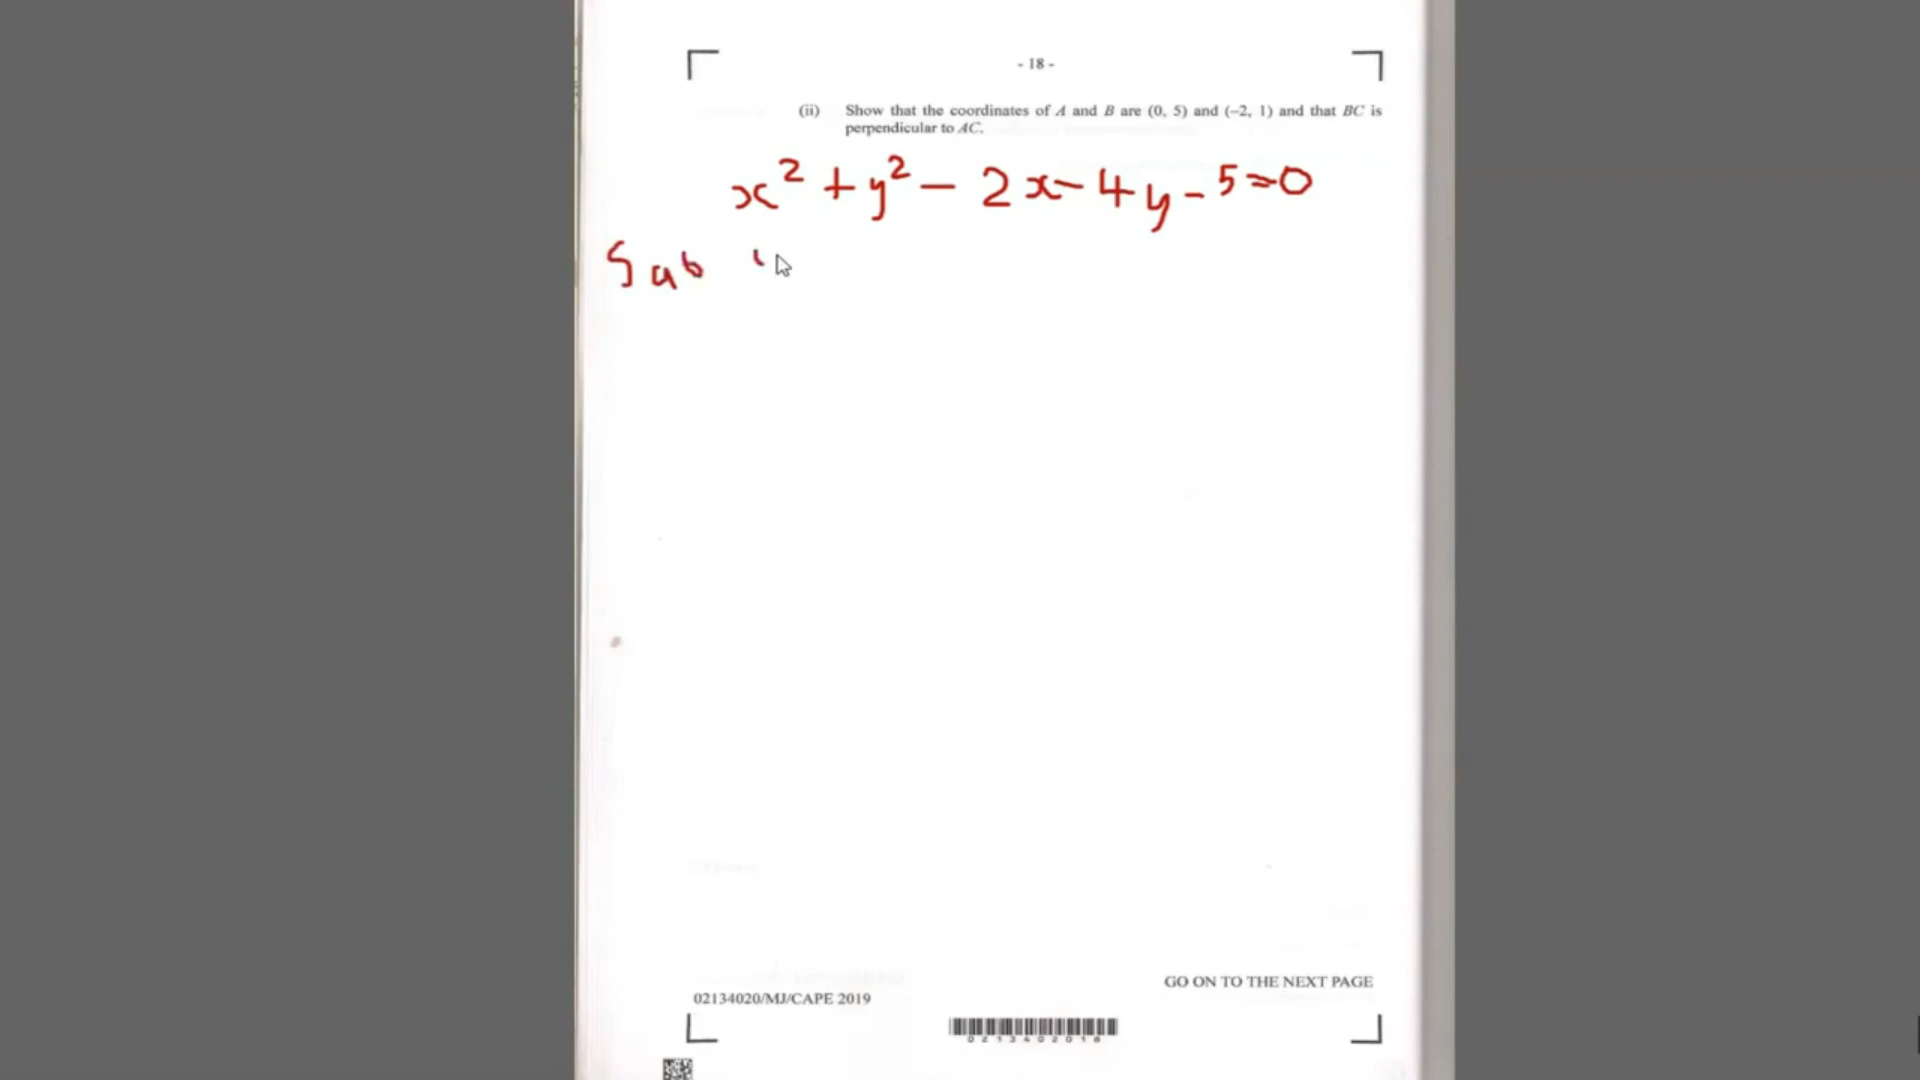 - 18 -
(ii) Show that the coordinates of A and B are (0, 5) and (–2, 1) and that BC is
perpendicular to AC.
x² + y² – 2x – 4y – 5 = 0
Sub
GO ON TO THE NEXT PAGE
02134020/MJ/CAPE 2019
0213402018